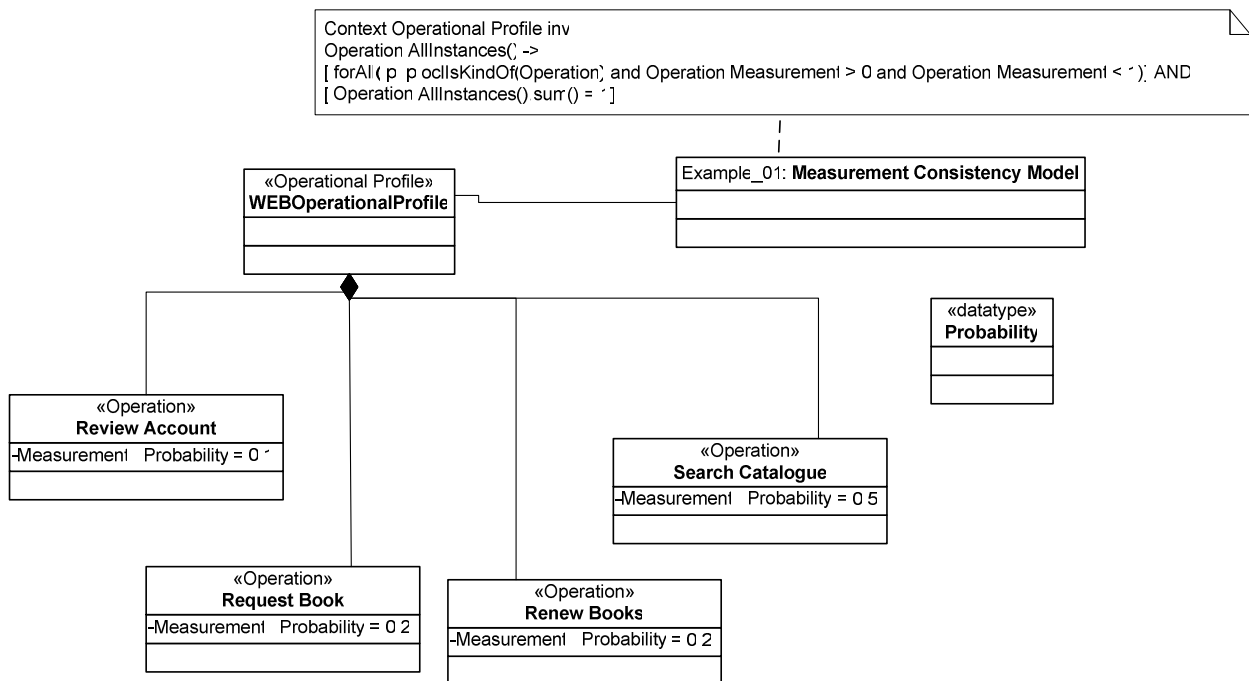 Context Operational Profile inv
Operation AllInstances() ->
[ forAll( p p oclIsKindOf(Operation) and Operation Measurement > 0 and Operation Measurement < 1 )] AND
[ Operation AllInstances() sum() = 1 ]
«Operational Profile»
WEBOperationalProfile
Example_01: Measurement Consistency Model
«datatype»
Probability
«Operation»
Review Account
-Measurement Probability = 0 1
«Operation»
Search Catalogue
-Measurement Probability = 0 5
«Operation»
Request Book
-Measurement Probability = 0 2
«Operation»
Renew Books
-Measurement Probability = 0 2